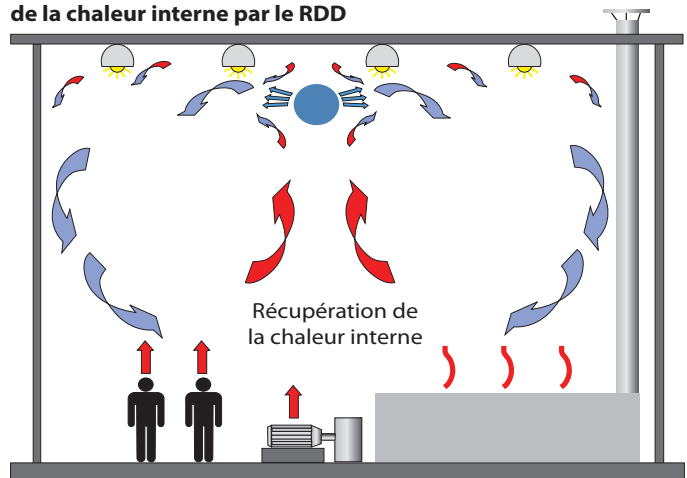 de la chaleur interne par le RDD
Récupération de
la chaleur interne